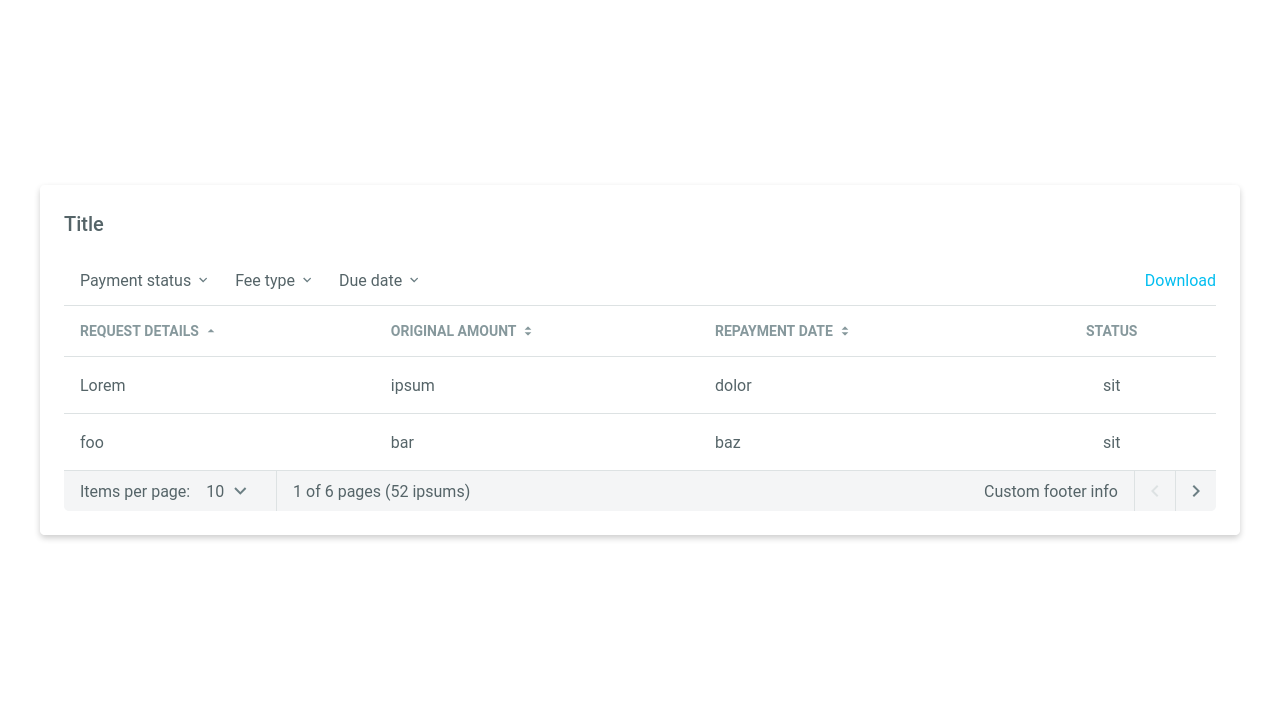 Title
Payment status Fee type Due date Download
REQUEST DETAILS ORIGINAL AMOUNT REPAYMENT DATE STATUS
Lorem ipsum dolor sit
foo bar baz sit
Items per page: 10 1 of 6 pages (52 ipsums) Custom footer info